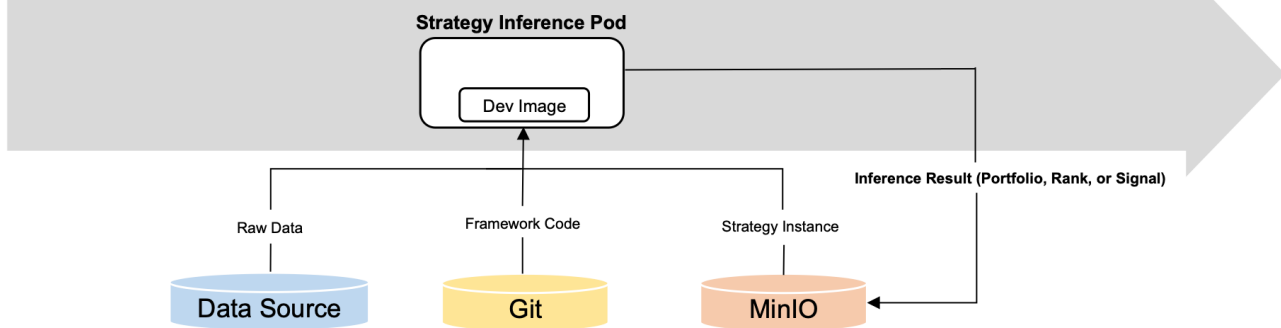 Strategy Inference Pod
Dev Image
Inference Result (Portfolio, Rank, or Signal)
Raw Data
Framework Code
Strategy Instance
Data Source
Git
MinIO